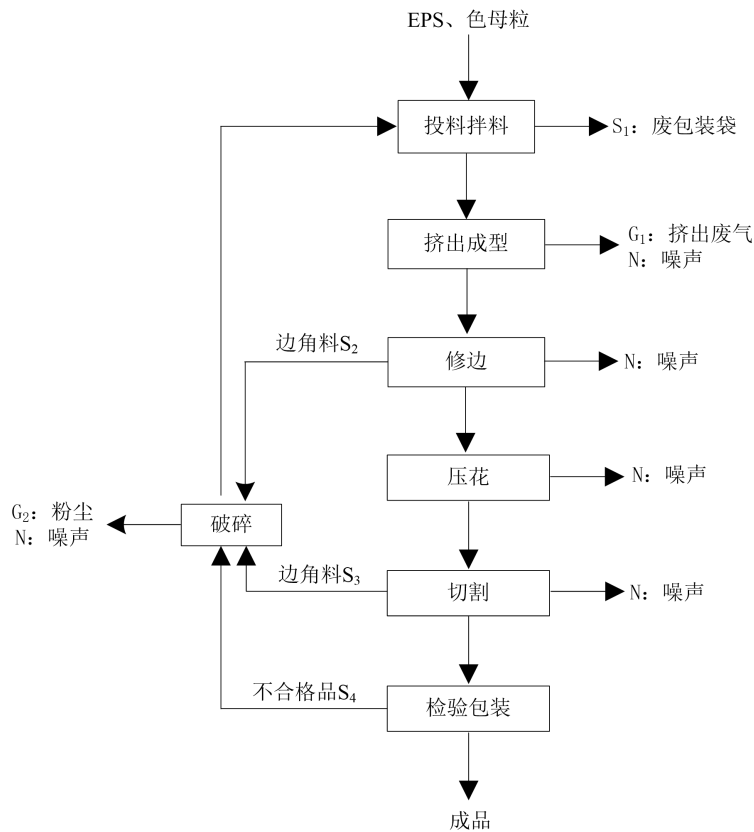 EPS、色母粒
投料拌料
S₁：废包装袋
挤出成型
G₁：挤出废气
N：噪声
边角料S₂
修边
N：噪声
压花
N：噪声
G₂：粉尘
N：噪声
破碎
边角料S₃
切割
N：噪声
不合格品S₄
检验包装
成品